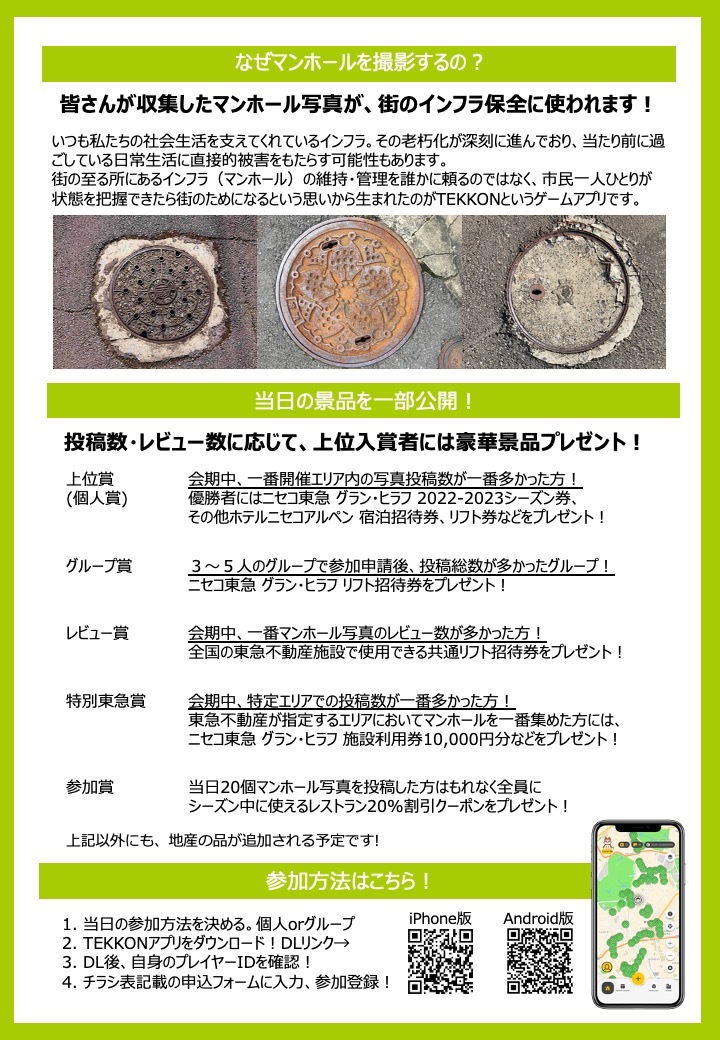 なぜマンホールを撮影するの？
皆さんが収集したマンホール写真が、街のインフラ保全に使われます！
いつも私たちの社会生活を支えてくれているインフラ。その老朽化が深刻に進んでおり、当たり前に過
ごしている日常生活に直接的被害をもたらす可能性もあります。
街の至る所にあるインフラ（マンホール）の維持・管理を誰かに頼るのではなく、市民一人ひとりが
状態を把握できたら街のためになるという思いから生まれたのがTEKKONというゲームアプリです。
当日の景品を一部公開！
投稿数・レビュー数に応じて、上位入賞者には豪華景品プレゼント！
上位賞 会期中、一番開催エリア内の写真投稿数が一番多かった方！
(個人賞) 優勝者にはニセコ東急 グラン・ヒラフ 2022-2023シーズン券、
その他ホテルニセコアルペン 宿泊招待券、リフト券などをプレゼント！
グループ賞 ３～５人のグループで参加申請後、投稿総数が多かったグループ！
ニセコ東急 グラン・ヒラフ リフト招待券をプレゼント！
レビュー賞 会期中、一番マンホール写真のレビュー数が多かった方！
全国の東急不動産施設で使用できる共通リフト招待券をプレゼント！
特別東急賞 会期中、特定エリアでの投稿数が一番多かった方！
東急不動産が指定するエリアにおいてマンホールを一番集めた方には、
ニセコ東急 グラン・ヒラフ 施設利用券10,000円分などをプレゼント！
参加賞 当日20個マンホール写真を投稿した方はもれなく全員に
シーズン中に使えるレストラン20%割引クーポンをプレゼント！
上記以外にも、地産の品が追加される予定です!
参加方法はこちら！
1. 当日の参加方法を決める。個人orグループ
2. TEKKONアプリをダウンロード！DLリンク→
3. DL後、自身のプレイヤーIDを確認！
4. チラシ表記載の申込フォームに入力、参加登録！
iPhone版 Android版